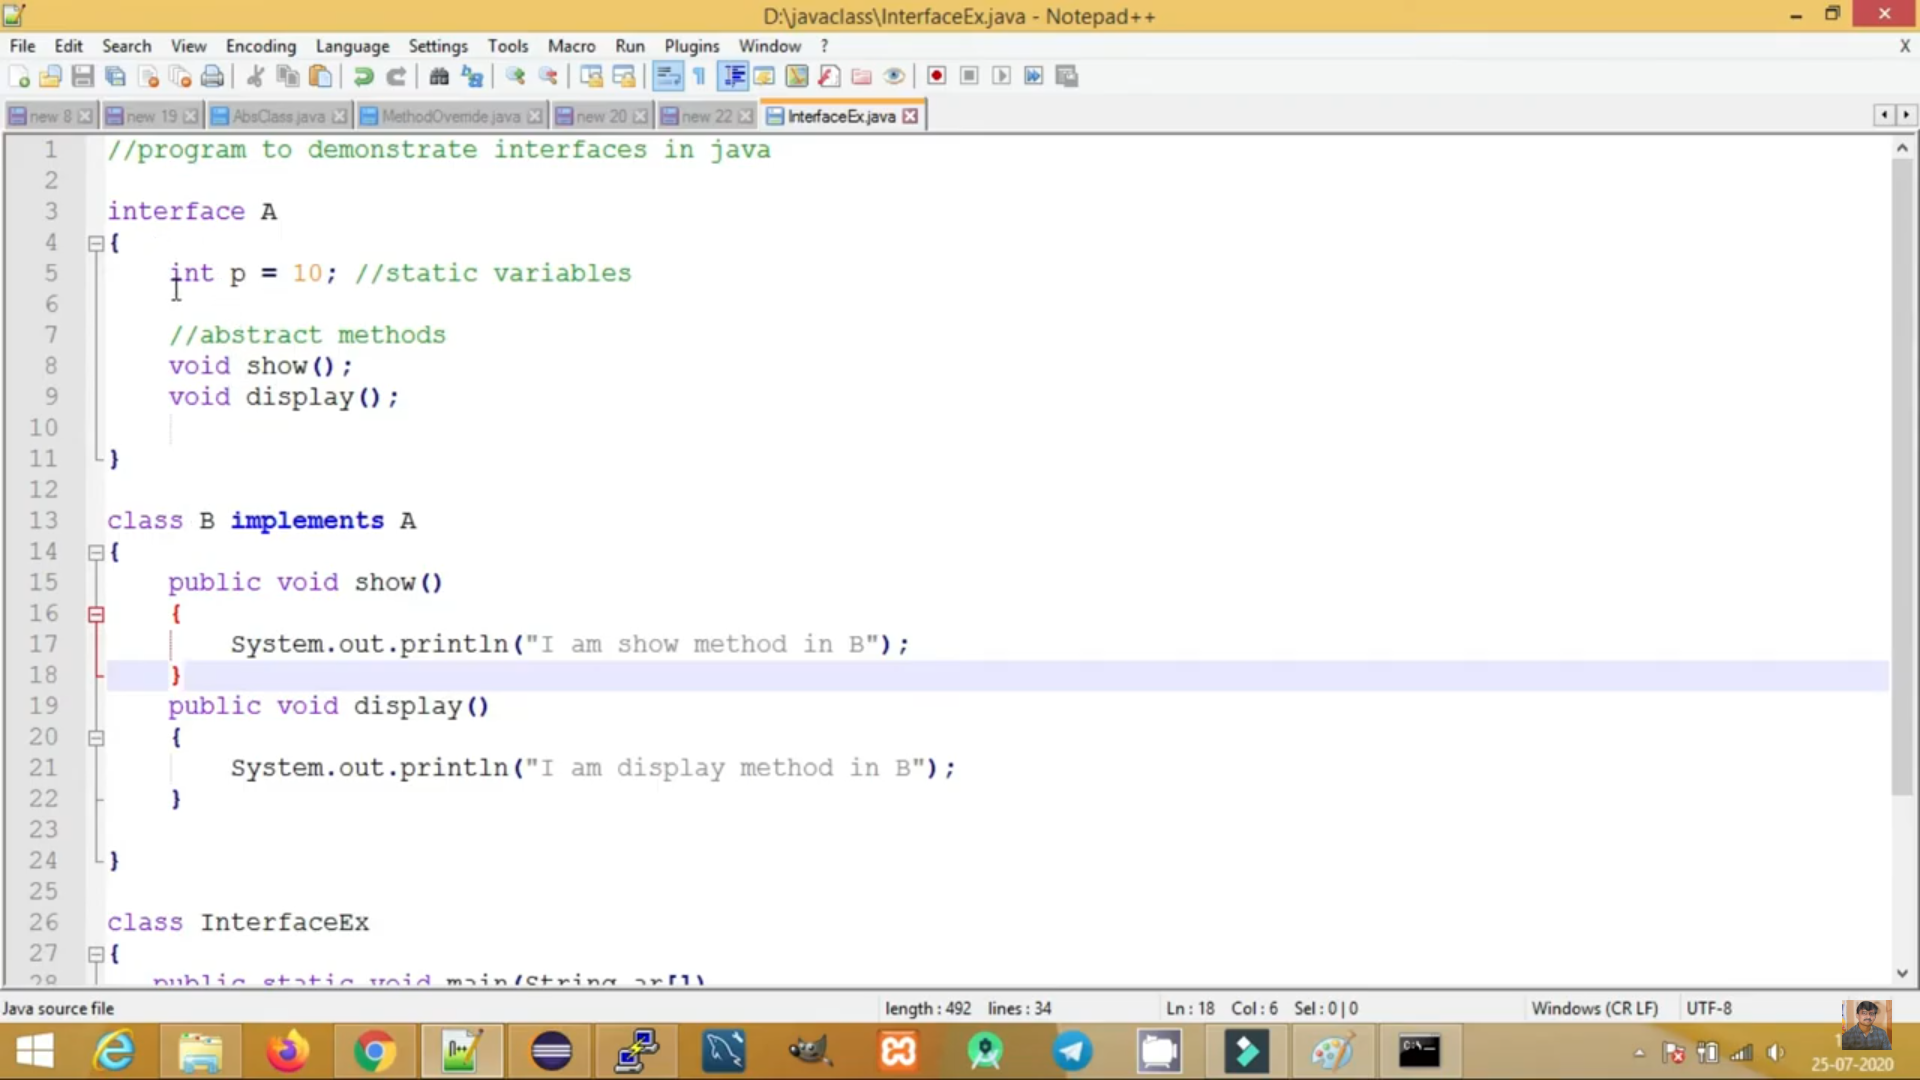 D:\javaclass\InterfaceEx.java - Notepad++
File Edit Search View Encoding Language Settings Tools Macro Run Plugins Window ? X
new 8 new 19 AbsClass.java MethodOverride.java new 20 new 22 InterfaceEx.java
1 //program to demonstrate interfaces in java
2
3 interface A
4 {
5 int p = 10; //static variables
6
7 //abstract methods
8 void show();
9 void display();
10
11 }
12
13 class B implements A
14 {
15 public void show()
16 {
17 System.out.println("I am show method in B");
18 }
19 public void display()
20 {
21 System.out.println("I am display method in B");
22 }
23
24 }
25
26 class InterfaceEx
27 {
28 public static void main(String ar[])
Java source file length : 492 lines : 34 Ln : 18 Col : 6 Sel : 0 | 0 Windows (CR LF) UTF-8
25-07-2020